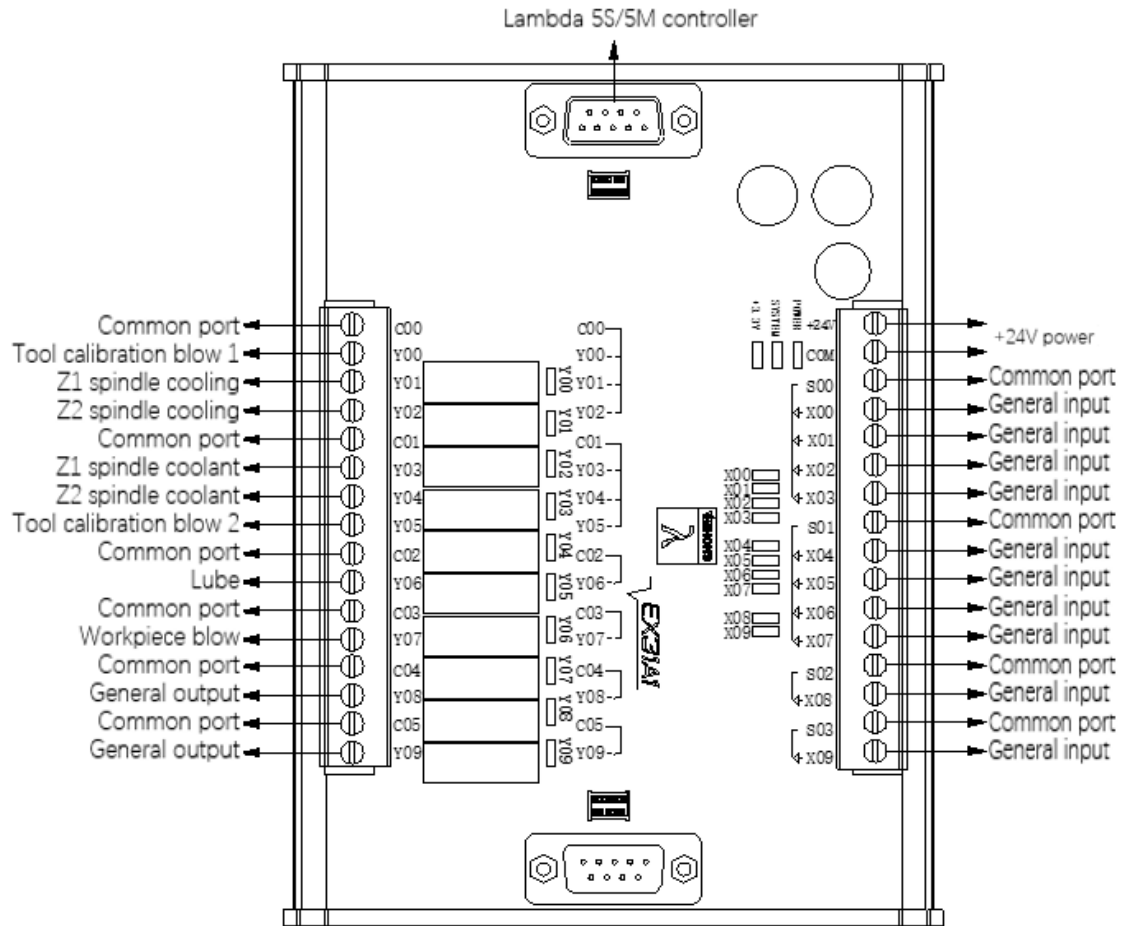 Lambda 5S/5M controller
+3.3V
SYSTEM
POWER
Common port C00 C00 +24V +24V power
Tool calibration blow 1 Y00 Y00 COM
Z1 spindle cooling Y01 Y00 Y01 S00 Common port
Z2 spindle cooling Y02 Y01 Y02 X00 General input
Common port C01 C01 X01 General input
Z1 spindle coolant Y03 Y02 Y03 X02 General input
X00
X01
Z2 spindle coolant Y04 Y03 Y04 X03 General input
X02
X03
Tool calibration blow 2 Y05 Y05 S01 Common port
Common port C02 Y04 C02 X04 X04 General input
X05
Lube Y06 Y05 Y06 X06 X05 General input
X07
Common port C03 C03 X06 General input
X08
Workpiece blow Y07 Y06 Y07 X09 X07 General input
EX31A1
Common port C04 Y07 C04 S02 Common port
General output Y08 Y08 Y08 X08 General input
Common port C05 C05 S03 Common port
General output Y09 Y09 Y09 X09 General input